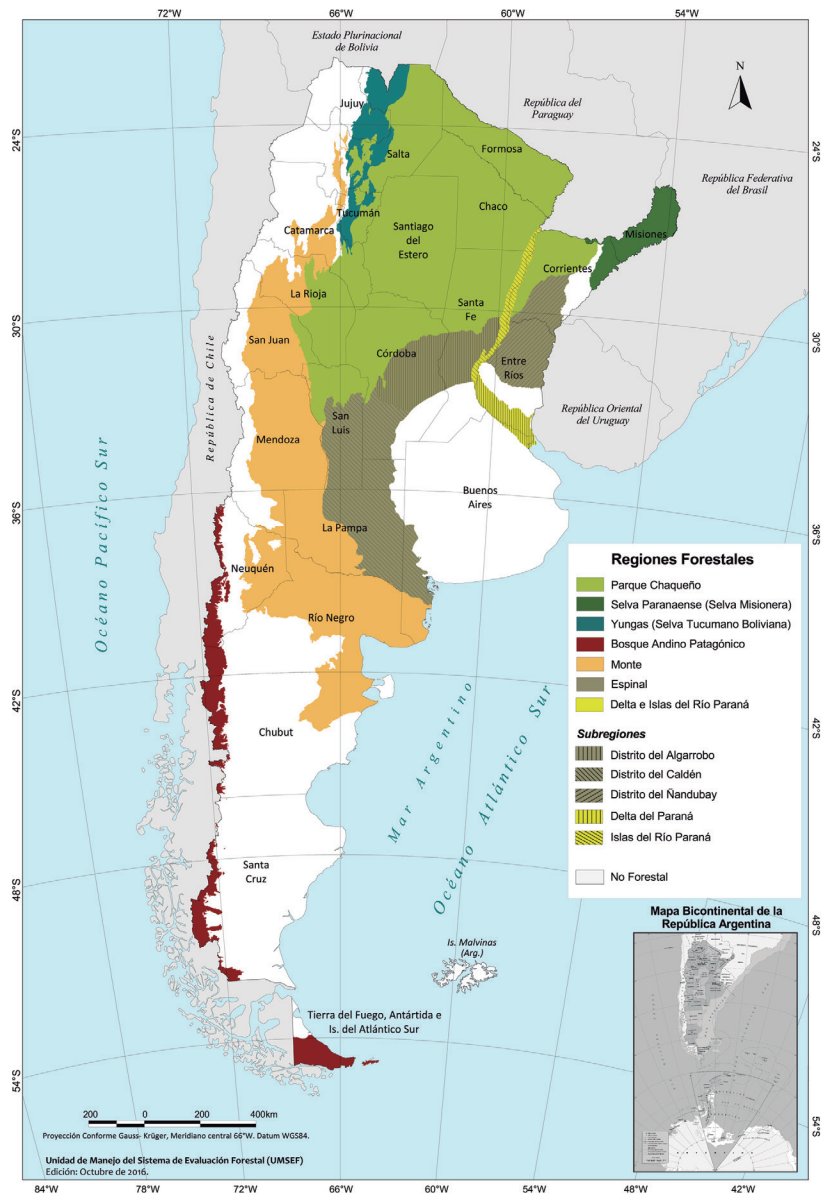 72°W
66°W
60°W
54°W
Estado Plurinacional
de Bolivia
N
Jujuy
República del
Paraguay
24°S
24°S
Salta
Formosa
República Federativa
del Brasil
Chaco
Tucumán
Misiones
Santiago
del
Estero
Catamarca
Corrientes
La Rioja
Santa
Fe
30°S
30°S
San Juan
Córdoba
Entre
Ríos
República de Chile
República Oriental
del Uruguay
San
Luis
Mendoza
Buenos
Aires
36°S
36°S
La Pampa
Océano Pacífico Sur
Neuquén
Río Negro
Regiones Forestales
Parque Chaqueño
Selva Paranaense (Selva Misionera)
Yungas (Selva Tucumano Boliviana)
Bosque Andino Patagónico
Monte
Espinal
Delta e Islas del Río Paraná
Subregiones
Distrito del Algarrobo
Distrito del Caldén
Distrito del Ñandubay
Delta del Paraná
Islas del Río Paraná
No Forestal
42°S
42°S
Chubut
Mar Argentino
Océano Atlántico Sur
Santa
Cruz
48°S
48°S
Mapa Bicontinental de la
República Argentina
Is. Malvinas
(Arg.)
Tierra del Fuego, Antártida e
Is. del Atlántico Sur
54°S
54°S
200 0 200 400km
Proyección Conforme Gauss- Krüger, Meridiano central 66°W. Datum WGS84.
Unidad de Manejo del Sistema de Evaluación Forestal (UMSEF)
Edición: Octubre de 2016.
84°W
78°W
72°W
66°W
60°W
54°W
48°W
44°W